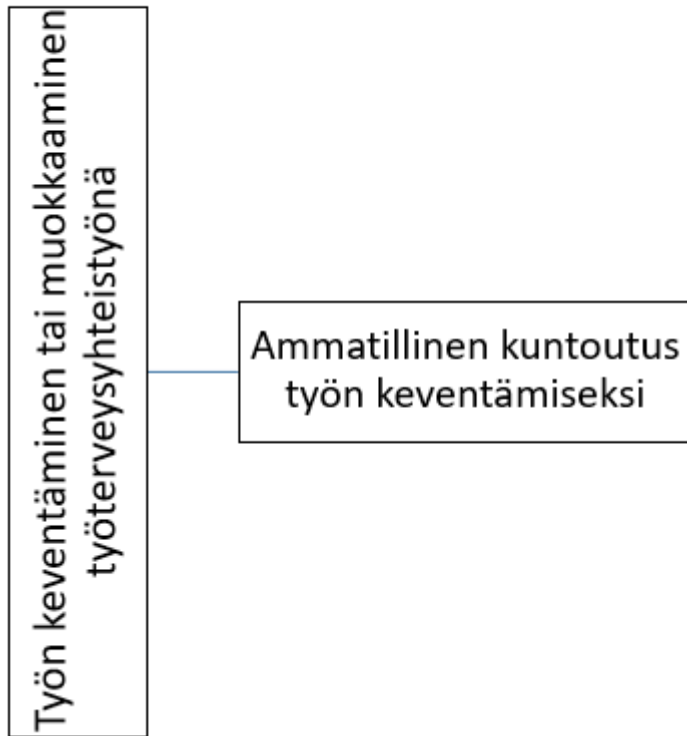 Työn keventäminen tai muokkaaminen
työterveysyhteistyönä
Ammatillinen kuntoutus
työn keventämiseksi